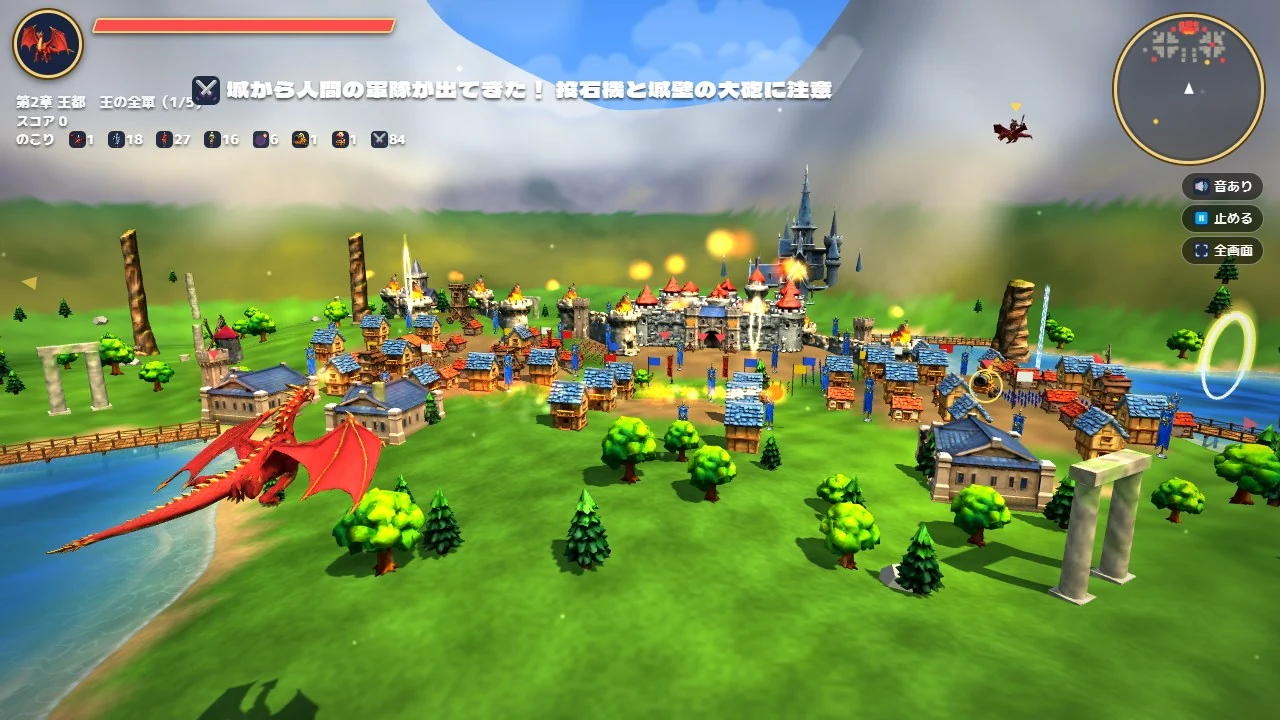 城から人間の軍隊が出てきた！ 投石機と城壁の大砲に注意
第2章 王都 王の全軍（1/5）
スコア 0
のこり 1 18 27 16 6 1 1 84
音あり
止める
全画面